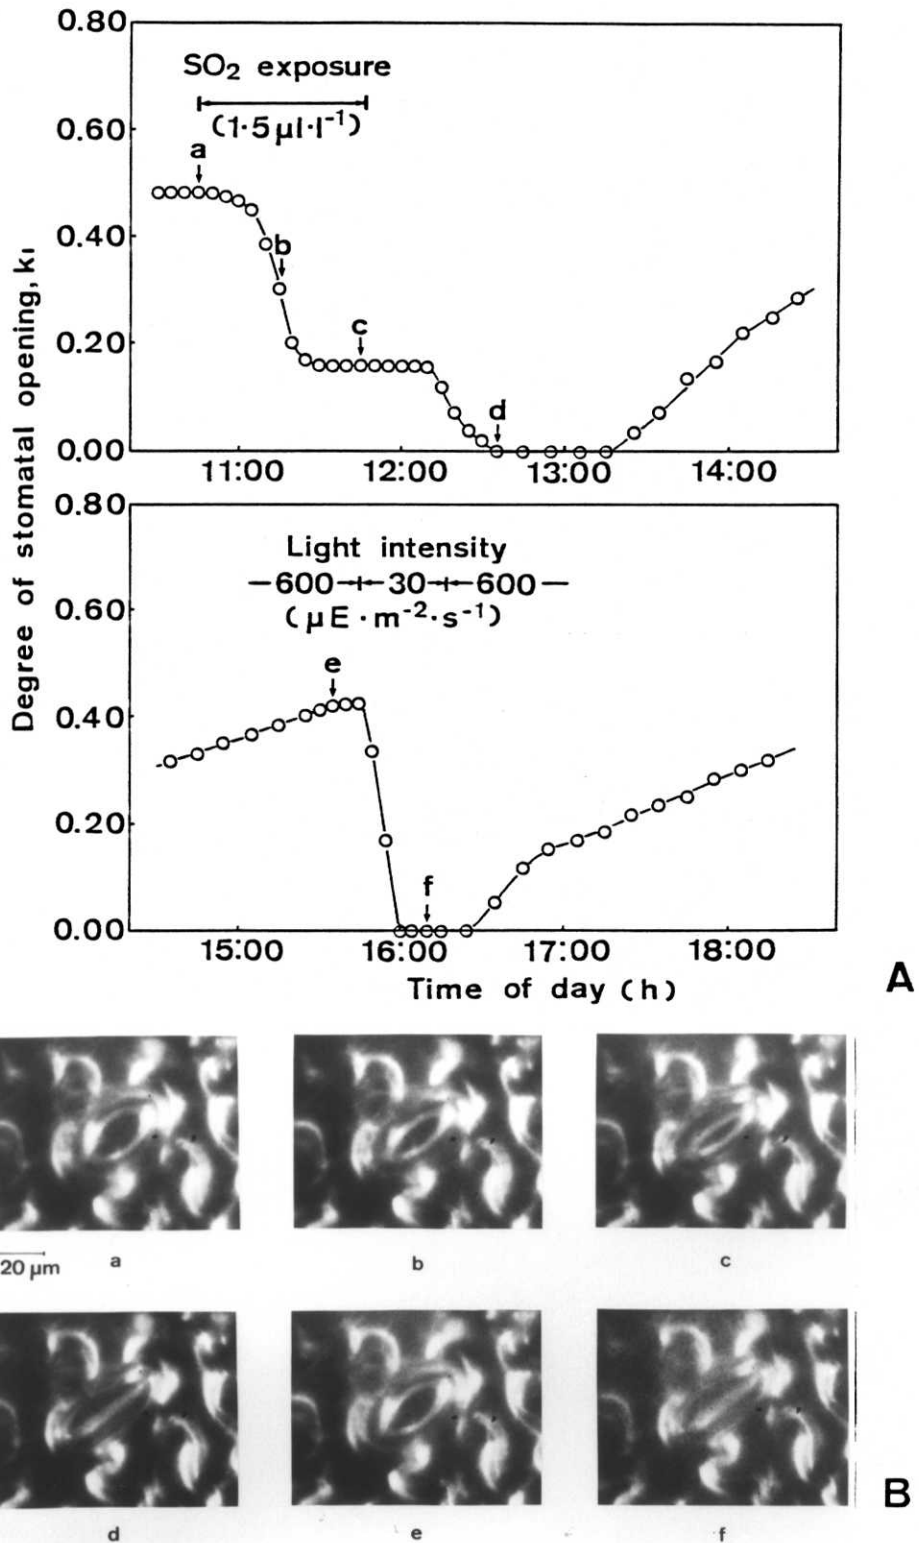 0.80
SO2 exposure
(1·5 µl·l⁻¹)
0.60
a
0.40
b
c
0.20
d
0.00
11:00 12:00 13:00 14:00
Degree of stomatal opening, kı
0.80
Light intensity
600 30 600
(µE·m⁻²·s⁻¹)
0.60
e
0.40
0.20
f
0.00
15:00 16:00 17:00 18:00
Time of day (h)
A
20 µm
a b c
d e f
B